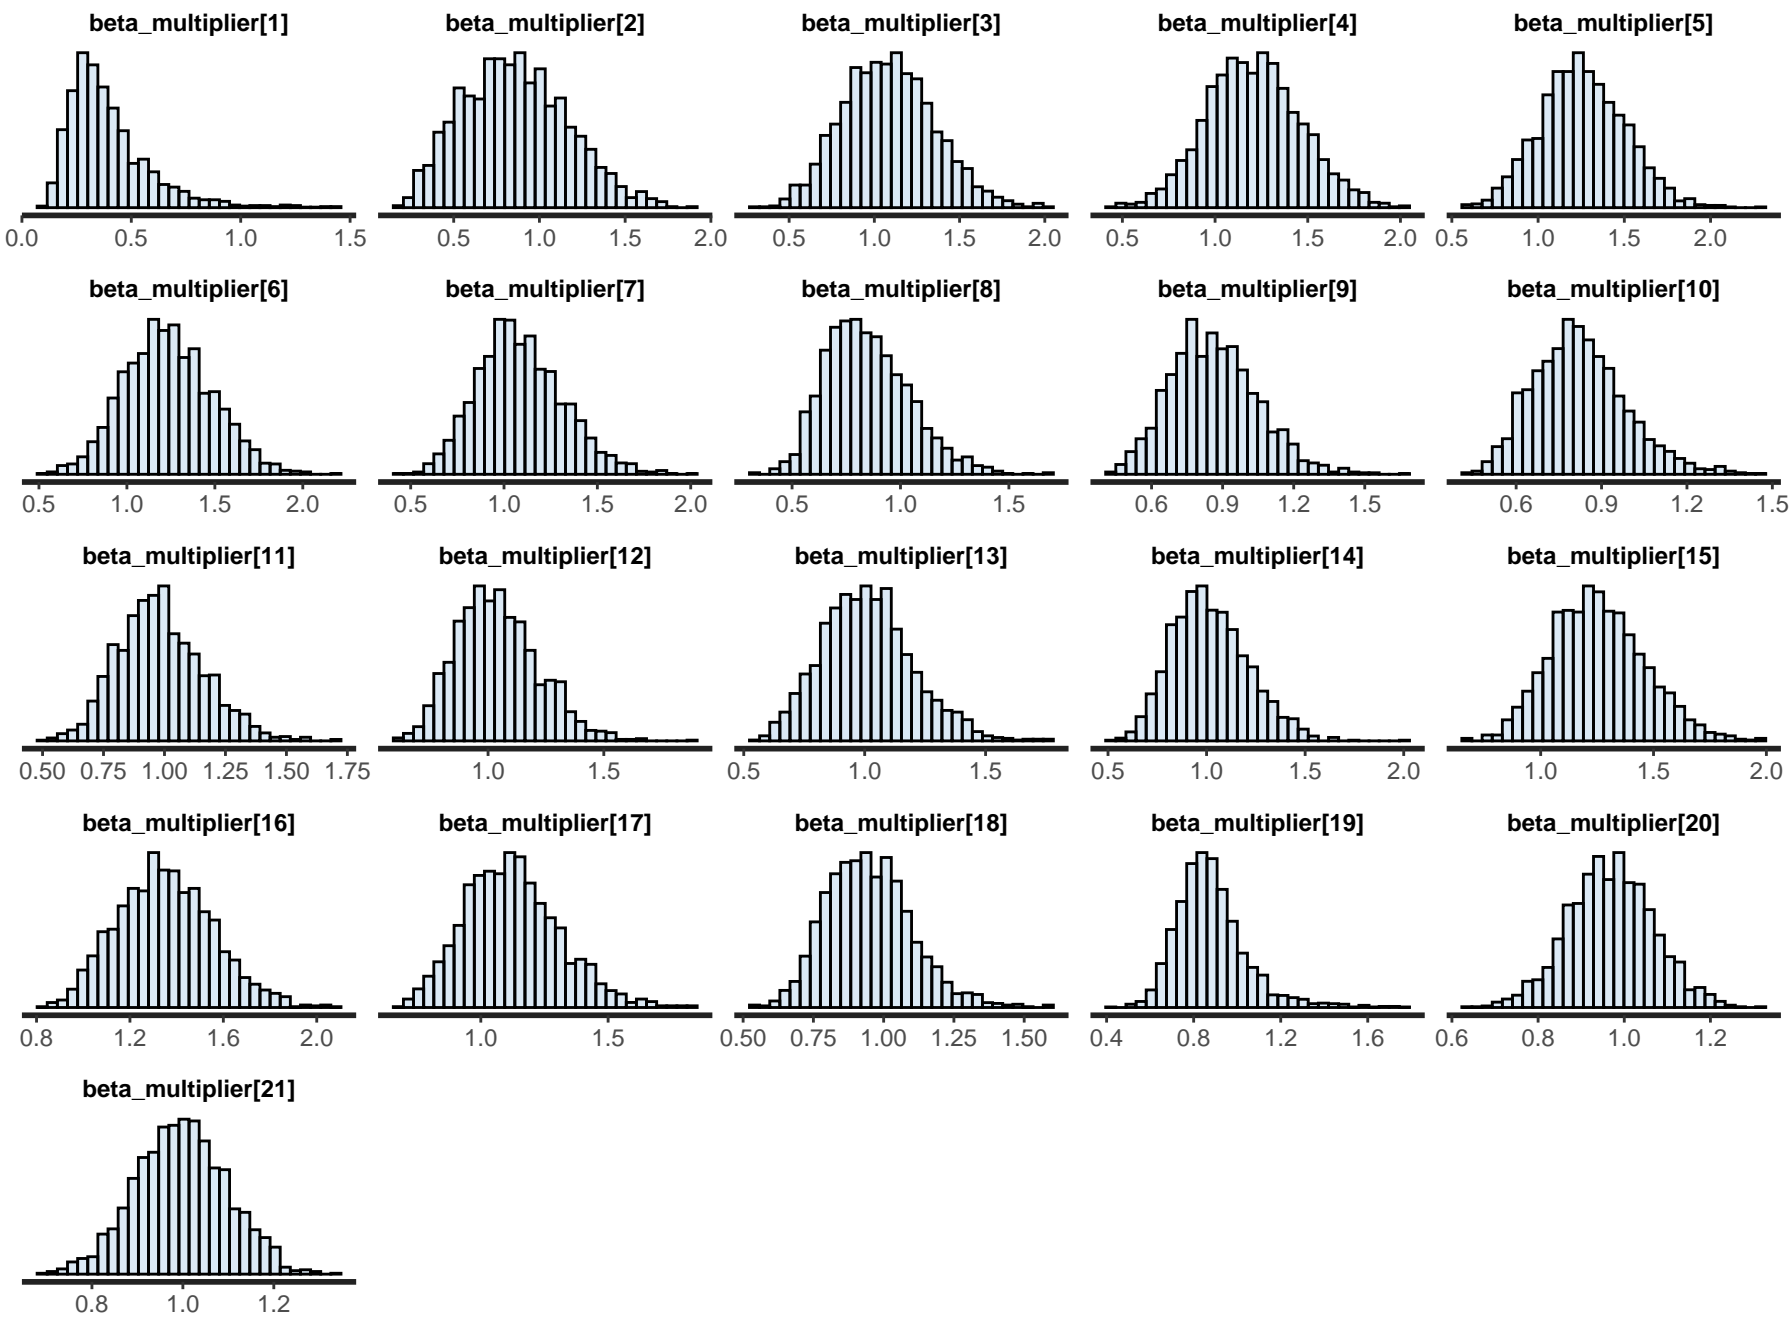 beta_multiplier[1] beta_multiplier[2] beta_multiplier[3] beta_multiplier[4] beta_multiplier[5]
0.0 0.5 1.0 1.5 0.5 1.0 1.5 2.0 0.5 1.0 1.5 2.0 0.5 1.0 1.5 2.0 0.5 1.0 1.5 2.0
beta_multiplier[6] beta_multiplier[7] beta_multiplier[8] beta_multiplier[9] beta_multiplier[10]
0.5 1.0 1.5 2.0 0.5 1.0 1.5 2.0 0.5 1.0 1.5 0.6 0.9 1.2 1.5 0.6 0.9 1.2 1.5
beta_multiplier[11] beta_multiplier[12] beta_multiplier[13] beta_multiplier[14] beta_multiplier[15]
0.50 0.75 1.00 1.25 1.50 1.75 1.0 1.5 0.5 1.0 1.5 0.5 1.0 1.5 2.0 1.0 1.5 2.0
beta_multiplier[16] beta_multiplier[17] beta_multiplier[18] beta_multiplier[19] beta_multiplier[20]
0.8 1.2 1.6 2.0 1.0 1.5 0.50 0.75 1.00 1.25 1.50 0.4 0.8 1.2 1.6 0.6 0.8 1.0 1.2
beta_multiplier[21]
0.8 1.0 1.2